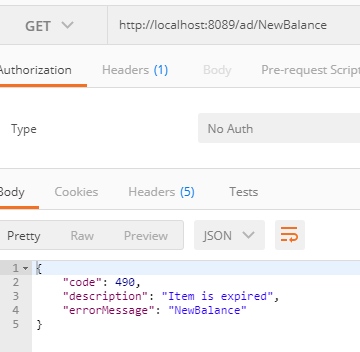 GET http://localhost:8089/ad/NewBalance
Authorization Headers (1) Body Pre-request Script
Type No Auth
Body Cookies Headers (5) Tests
Pretty Raw Preview JSON
1 {
2 "code": 490,
3 "description": "Item is expired",
4 "errorMessage": "NewBalance"
5 }